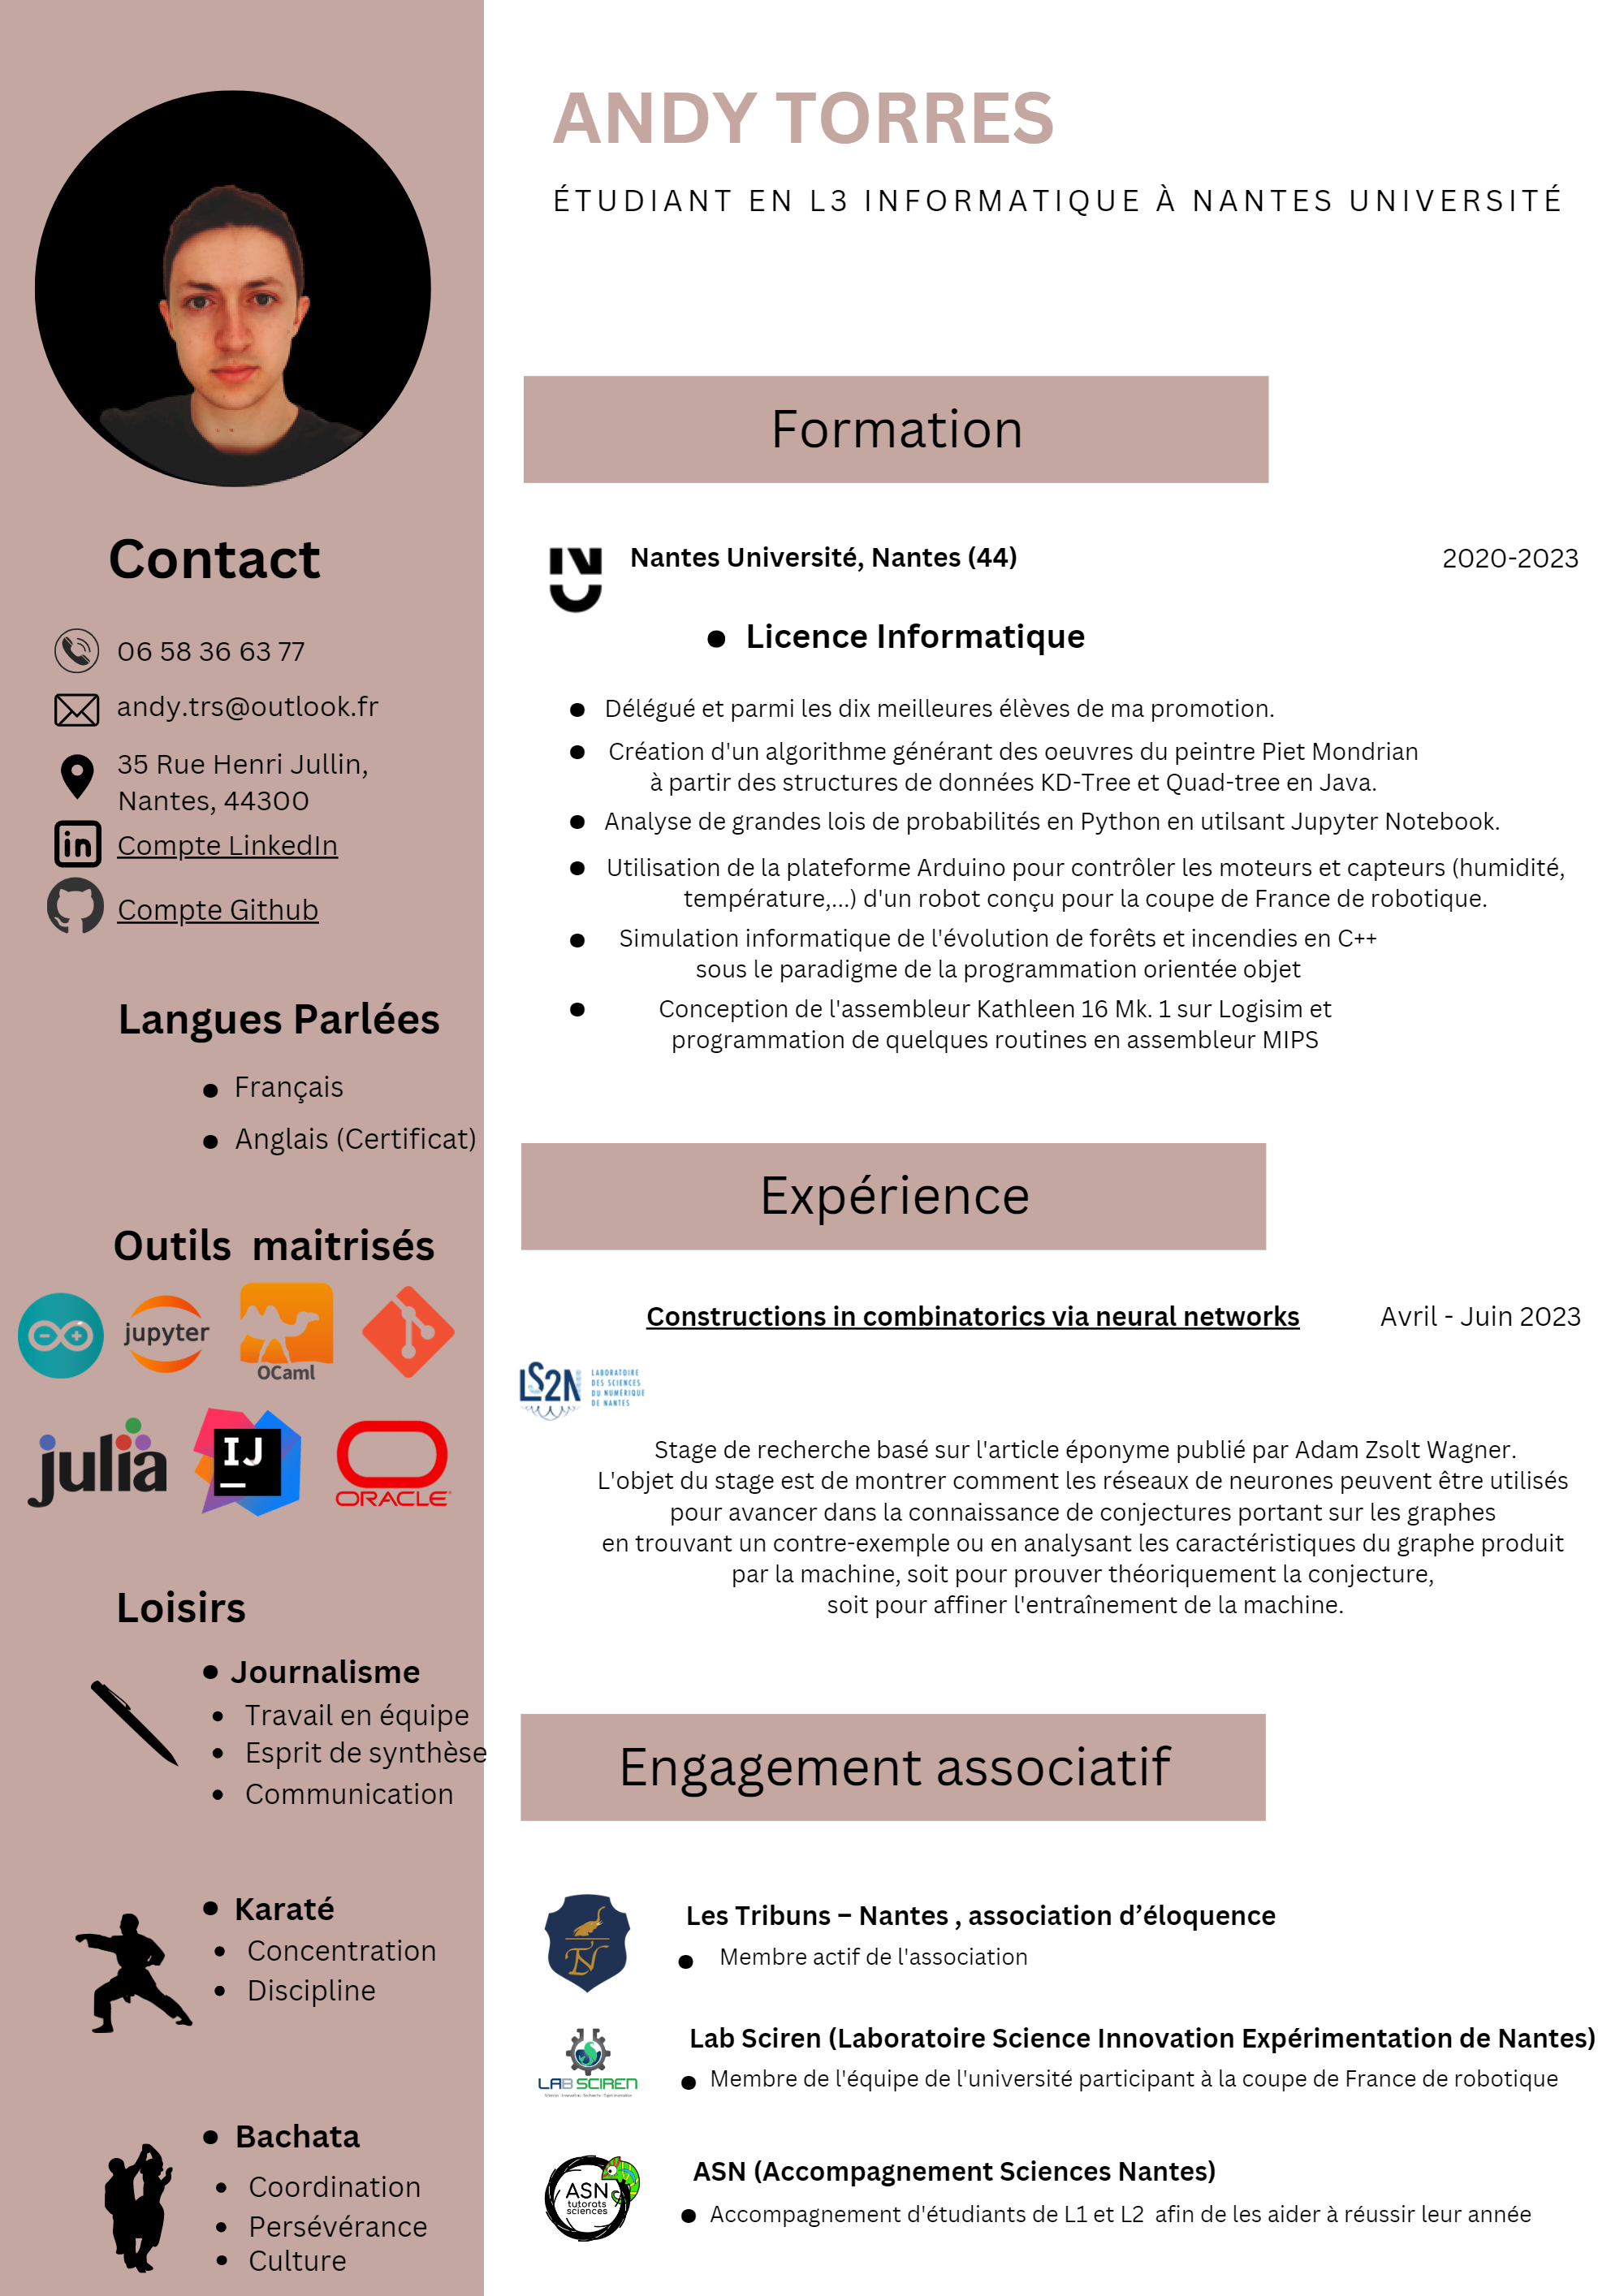 ANDY TORRES
ÉTUDIANT EN L3 INFORMATIQUE À NANTES UNIVERSITÉ
Contact
06 58 36 63 77
andy.trs@outlook.fr
35 Rue Henri Jullin,
Nantes, 44300
in
Compte LinkedIn
Compte Github
Langues Parlées
• Français
• Anglais (Certificat)
Outils maitrisés
jupyter
OCaml
julia
IJ
ORACLE
Loisirs
• Journalisme
• Travail en équipe
• Esprit de synthèse
• Communication
• Karaté
• Concentration
• Discipline
• Bachata
• Coordination
• Persévérance
• Culture
Formation
Nantes Université, Nantes (44) 2020-2023
• Licence Informatique
• Délégué et parmi les dix meilleures élèves de ma promotion.
• Création d'un algorithme générant des oeuvres du peintre Piet Mondrian
à partir des structures de données KD-Tree et Quad-tree en Java.
• Analyse de grandes lois de probabilités en Python en utilsant Jupyter Notebook.
• Utilisation de la plateforme Arduino pour contrôler les moteurs et capteurs (humidité,
température,...) d'un robot conçu pour la coupe de France de robotique.
• Simulation informatique de l'évolution de forêts et incendies en C++
sous le paradigme de la programmation orientée objet
• Conception de l'assembleur Kathleen 16 Mk. 1 sur Logisim et
programmation de quelques routines en assembleur MIPS
Expérience
Constructions in combinatorics via neural networks Avril - Juin 2023
LS2N
LABORATOIRE
DES SCIENCES
DU NUMÉRIQUE
DE NANTES
Stage de recherche basé sur l'article éponyme publié par Adam Zsolt Wagner.
L'objet du stage est de montrer comment les réseaux de neurones peuvent être utilisés
pour avancer dans la connaissance de conjectures portant sur les graphes
en trouvant un contre-exemple ou en analysant les caractéristiques du graphe produit
par la machine, soit pour prouver théoriquement la conjecture,
soit pour affiner l'entraînement de la machine.
Engagement associatif
Les Tribuns – Nantes , association d’éloquence
• Membre actif de l'association
LAB SCIREN
Lab Sciren (Laboratoire Science Innovation Expérimentation de Nantes)
• Membre de l'équipe de l'université participant à la coupe de France de robotique
ASN
tutorats
sciences
ASN (Accompagnement Sciences Nantes)
• Accompagnement d'étudiants de L1 et L2 afin de les aider à réussir leur année